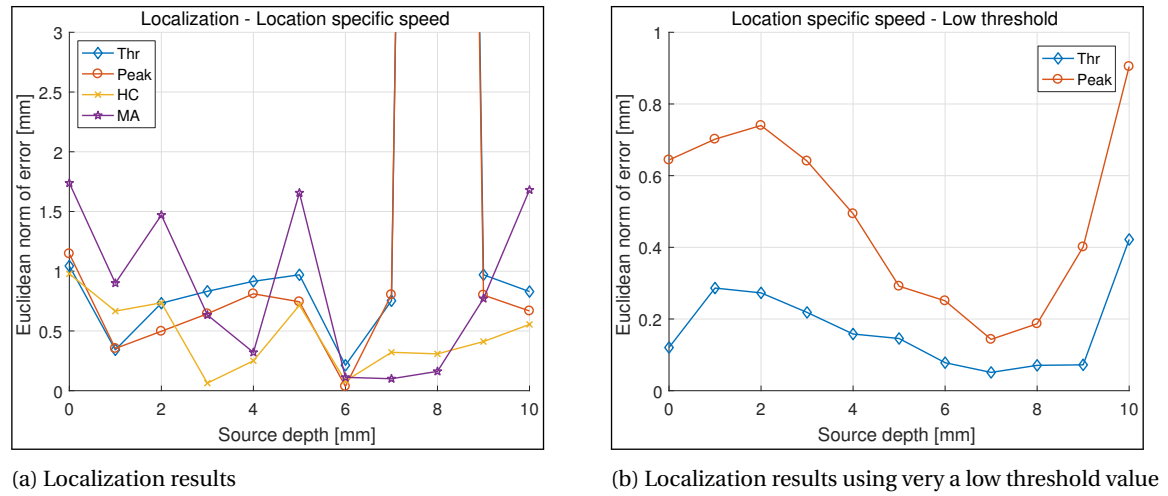 Localization - Location specific speed
Thr
Peak
HC
MA
Euclidean norm of error [mm]
3
2.5
2
1.5
1
0.5
0
0 2 4 6 8 10
Source depth [mm]
(a) Localization results
Location specific speed - Low threshold
Thr
Peak
Euclidean norm of error [mm]
1
0.8
0.6
0.4
0.2
0
0 2 4 6 8 10
Source depth [mm]
(b) Localization results using very a low threshold value